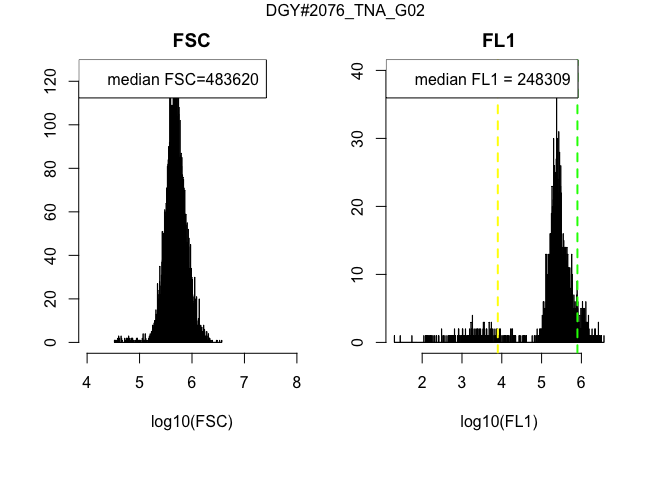 DGY#2076_TNA_G02
FSC
median FSC=483620
0 20 40 60 80 100 120
4 5 6 7 8
log10(FSC)
FL1
median FL1 = 248309
0 10 20 30 40
2 3 4 5 6
log10(FL1)